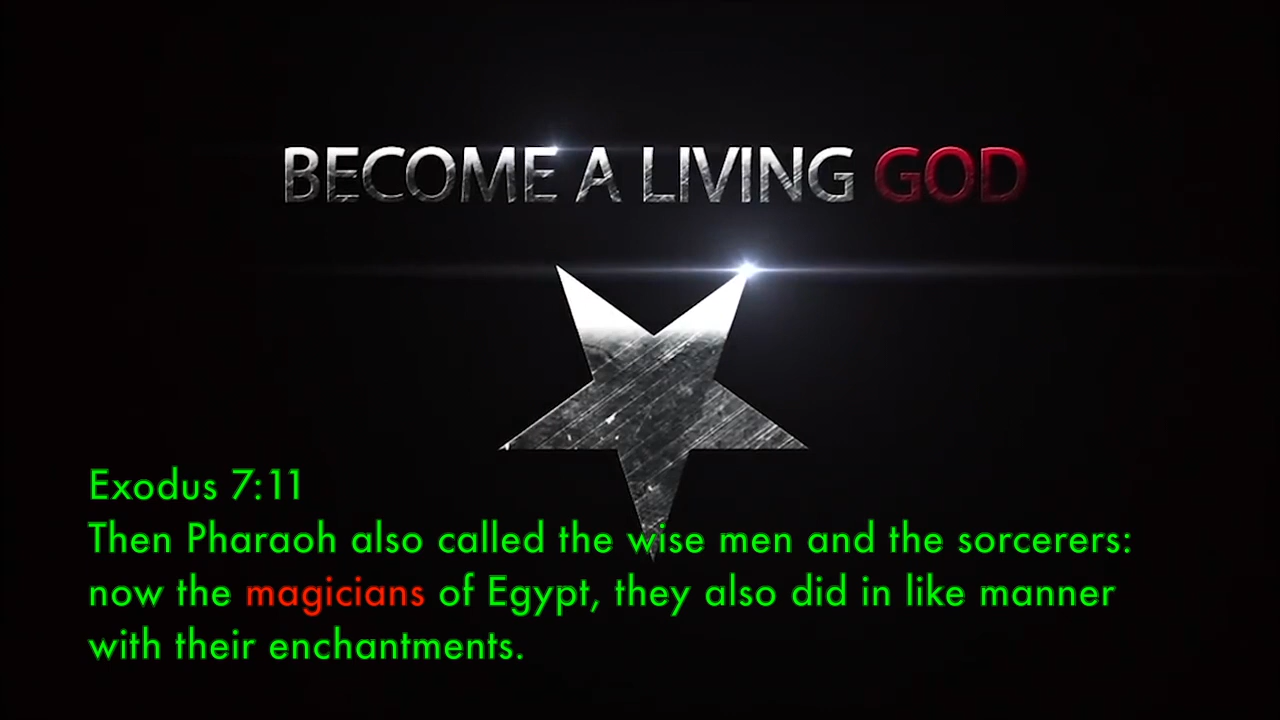 BECOME A LIVING GOD
Exodus 7:11
Then Pharaoh also called the wise men and the sorcerers:
now the magicians of Egypt, they also did in like manner
with their enchantments.